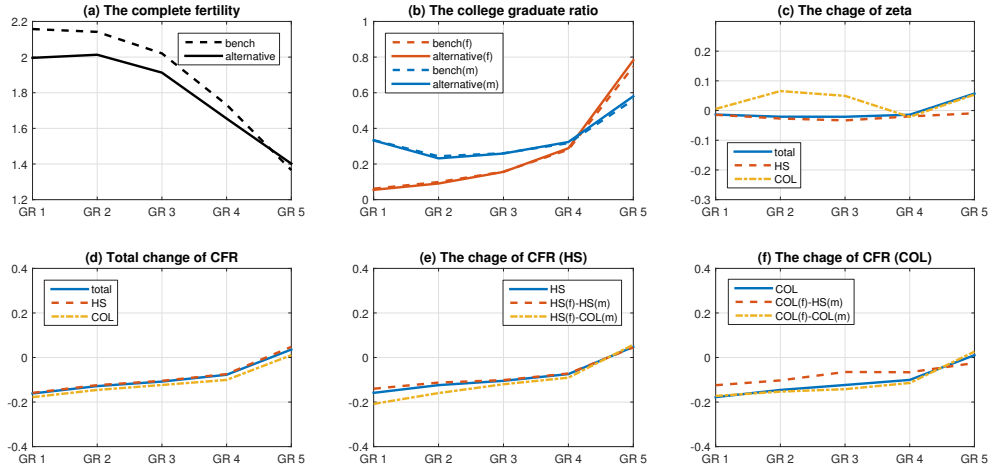 (a) The complete fertility
2.2
2
1.8
1.6
1.4
1.2
bench
alternative
GR 1 GR 2 GR 3 GR 4 GR 5
(b) The college graduate ratio
1
0.8
0.6
0.4
0.2
0
bench(f)
alternative(f)
bench(m)
alternative(m)
GR 1 GR 2 GR 3 GR 4 GR 5
(c) The chage of zeta
0.2
0.1
0
-0.1
-0.2
-0.3
total
HS
COL
GR 1 GR 2 GR 3 GR 4 GR 5
(d) Total change of CFR
0.4
0.2
0
-0.2
-0.4
total
HS
COL
GR 1 GR 2 GR 3 GR 4 GR 5
(e) The chage of CFR (HS)
0.4
0.2
0
-0.2
-0.4
HS
HS(f)-HS(m)
HS(f)-COL(m)
GR 1 GR 2 GR 3 GR 4 GR 5
(f) The chage of CFR (COL)
0.4
0.2
0
-0.2
-0.4
COL
COL(f)-HS(m)
COL(f)-COL(m)
GR 1 GR 2 GR 3 GR 4 GR 5